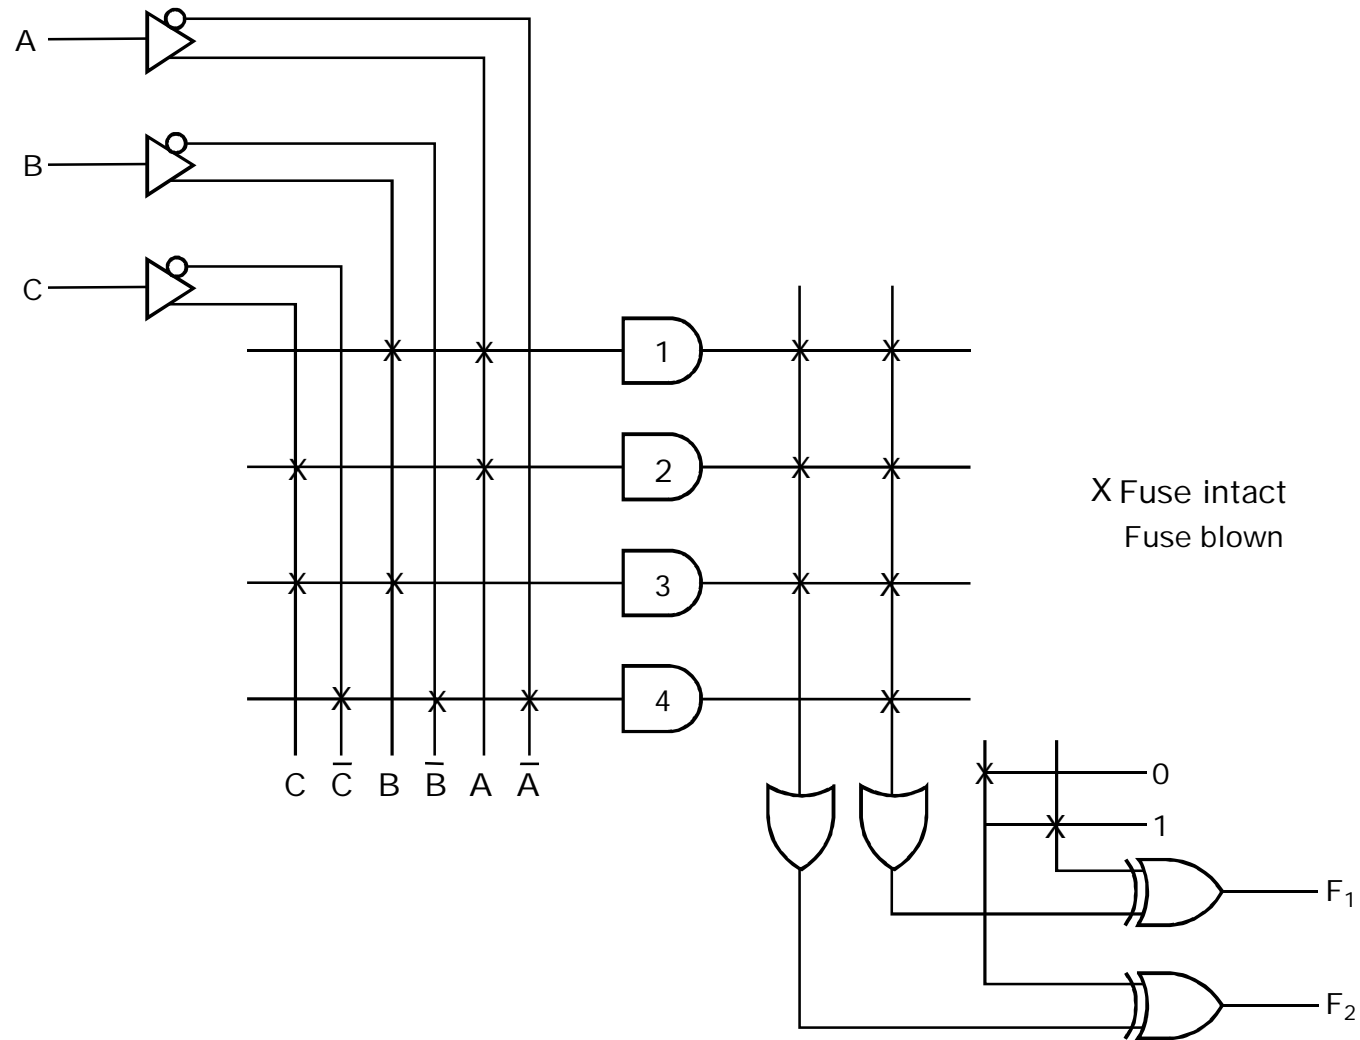 A
B
C
1
2
X Fuse intact
Fuse blown
3
4
C C̅ B B̅ A A̅
0
1
F₁
F₂